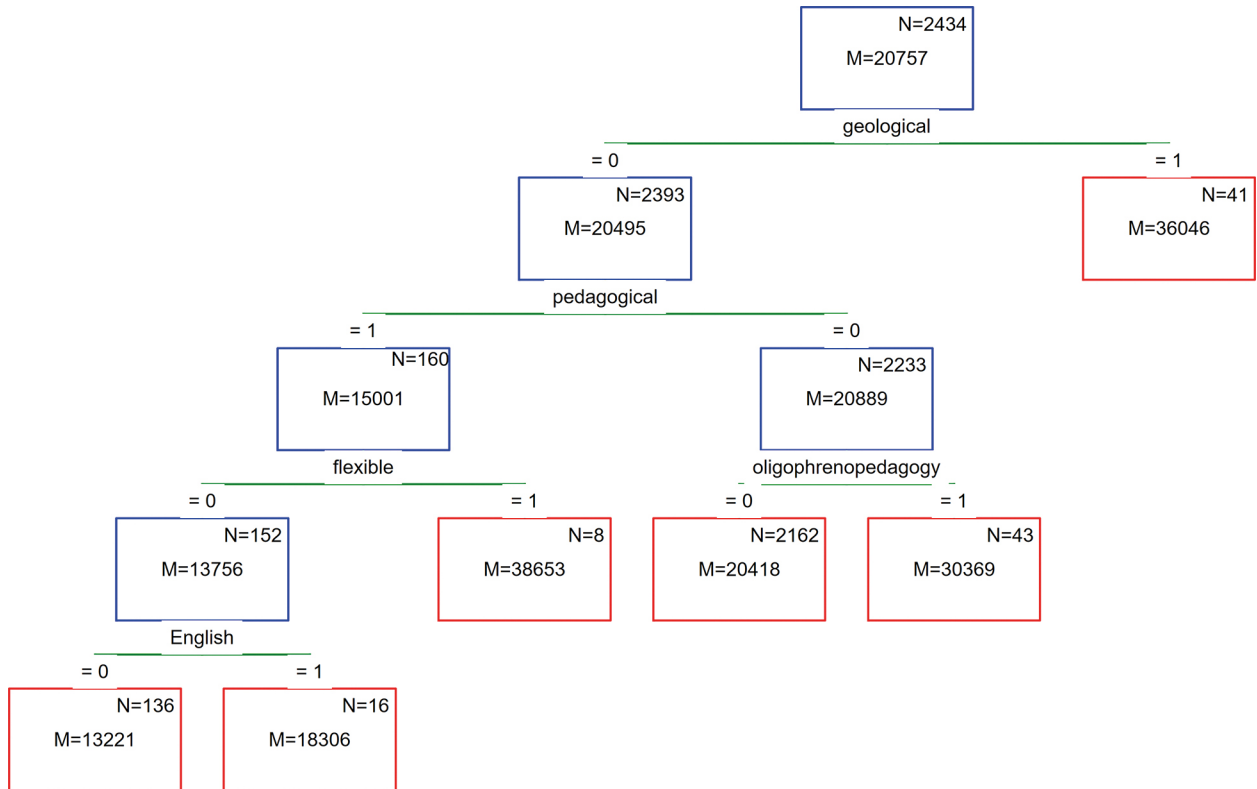 N=2434
M=20757
geological
= 0
= 1
N=2393
M=20495
N=41
M=36046
pedagogical
= 1
= 0
N=160
M=15001
N=2233
M=20889
flexible
oligophrenopedagogy
= 0
= 1
= 0
= 1
N=152
M=13756
N=8
M=38653
N=2162
M=20418
N=43
M=30369
English
= 0
= 1
N=136
M=13221
N=16
M=18306